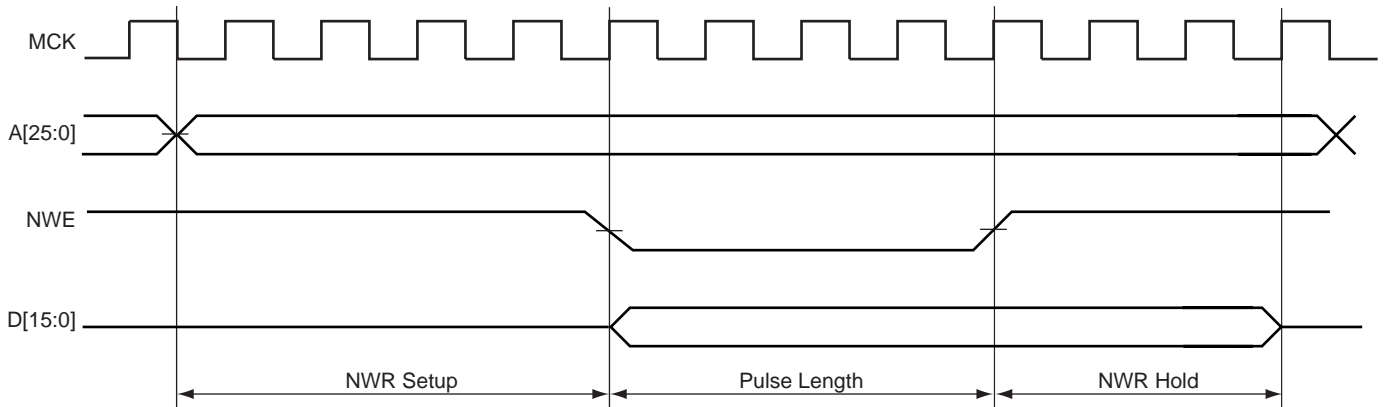 MCK
A[25:0]
NWE
D[15:0]
NWR Setup Pulse Length NWR Hold